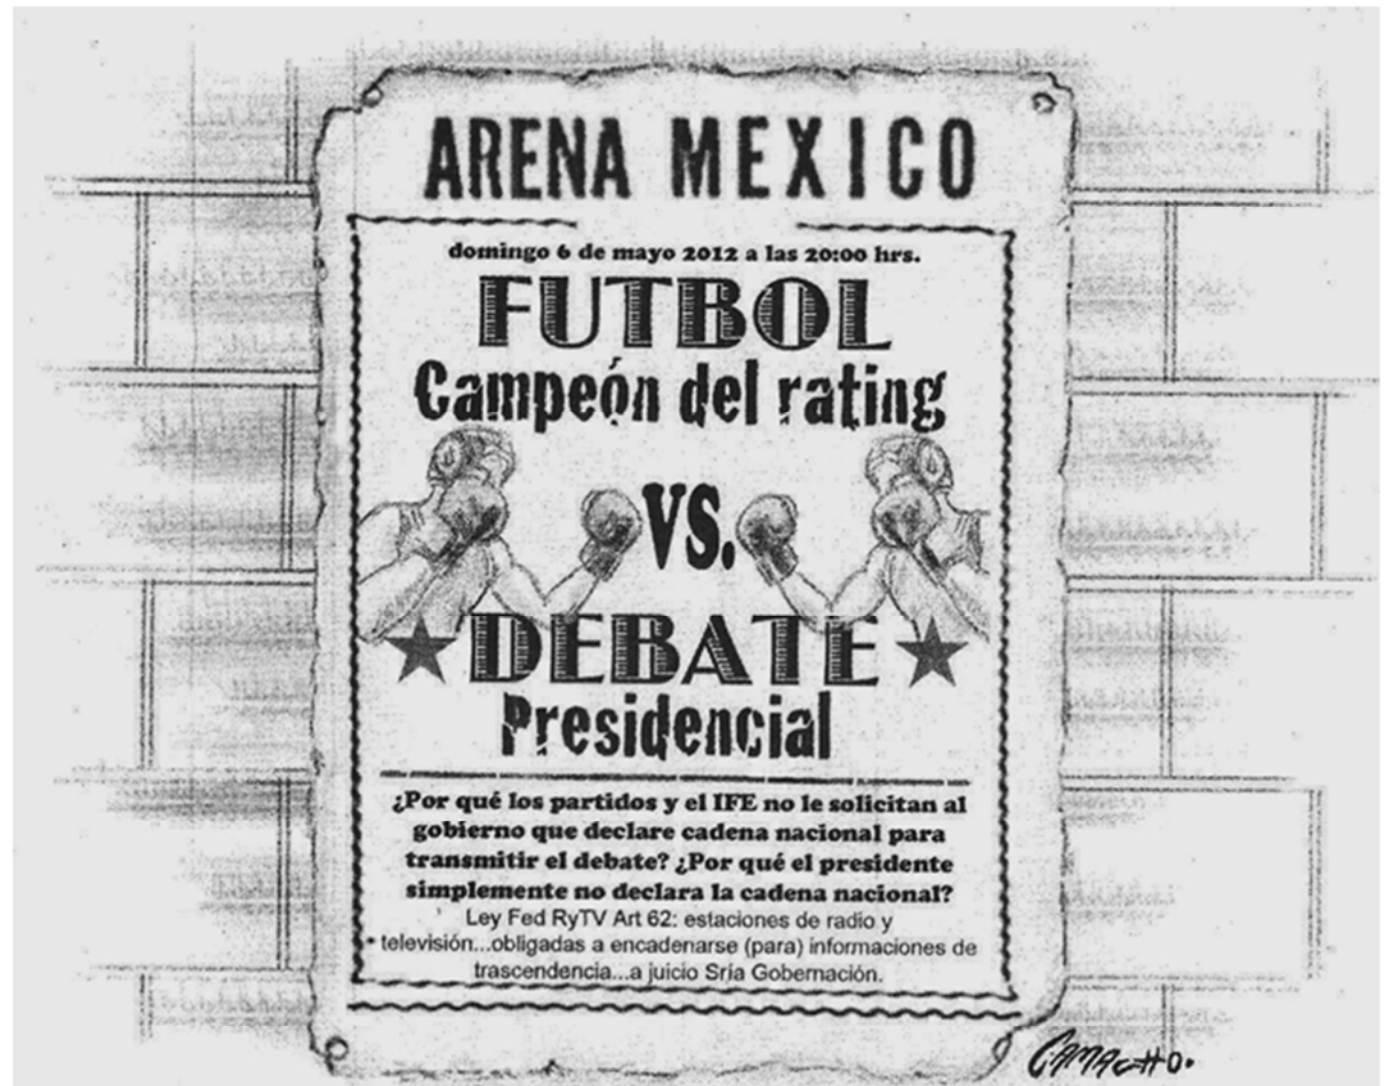 ARENA MEXICO
domingo 6 de mayo 2012 a las 20:00 hrs.
FUTBOL
Campeón del rating
VS.
DEBATE
Presidencial
¿Por qué los partidos y el IFE no le solicitan al
gobierno que declare cadena nacional para
transmitir el debate? ¿Por qué el presidente
simplemente no declara la cadena nacional?
Ley Fed RyTV Art 62: estaciones de radio y
televisión...obligadas a encadenarse (para) informaciones de
trascendencia...a juicio Sría Gobernación.
CAMACHO.